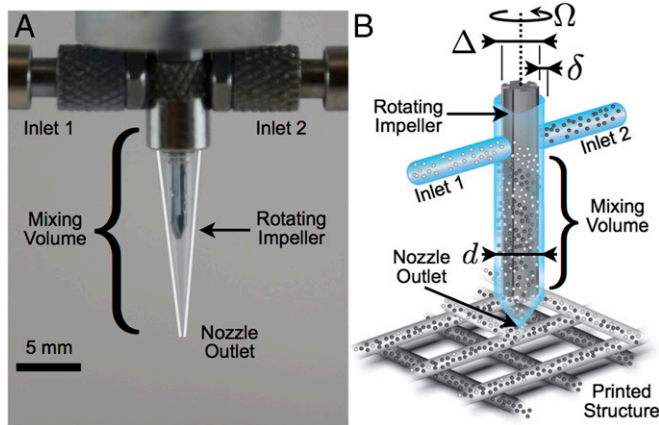 A
Inlet 1
Inlet 2
Mixing
Volume
Rotating
Impeller
Nozzle
Outlet
5 mm
B
Ω
Δ
δ
Rotating
Impeller
Inlet 1
Inlet 2
Mixing
Volume
d
Nozzle
Outlet
Printed
Structure